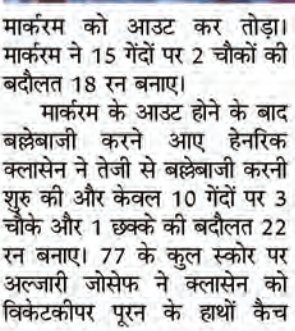 मार्करम को आउट कर तोड़ा।
मार्करम ने 15 गेंदों पर 2 चौकों की
बदौलत 18 रन बनाए।
मार्करम के आउट होने के बाद
बल्लेबाजी करने आए हेनरिक
क्लासेन ने तेजी से बल्लेबाजी करनी
शुरु की और केवल 10 गेंदों पर 3
चौके और 1 छक्के की बदौलत 22
रन बनाए। 77 के कुल स्कोर पर
अल्जारी जोसेफ ने क्लासेन को
विकेटकीपर पूरन के हाथों कैच